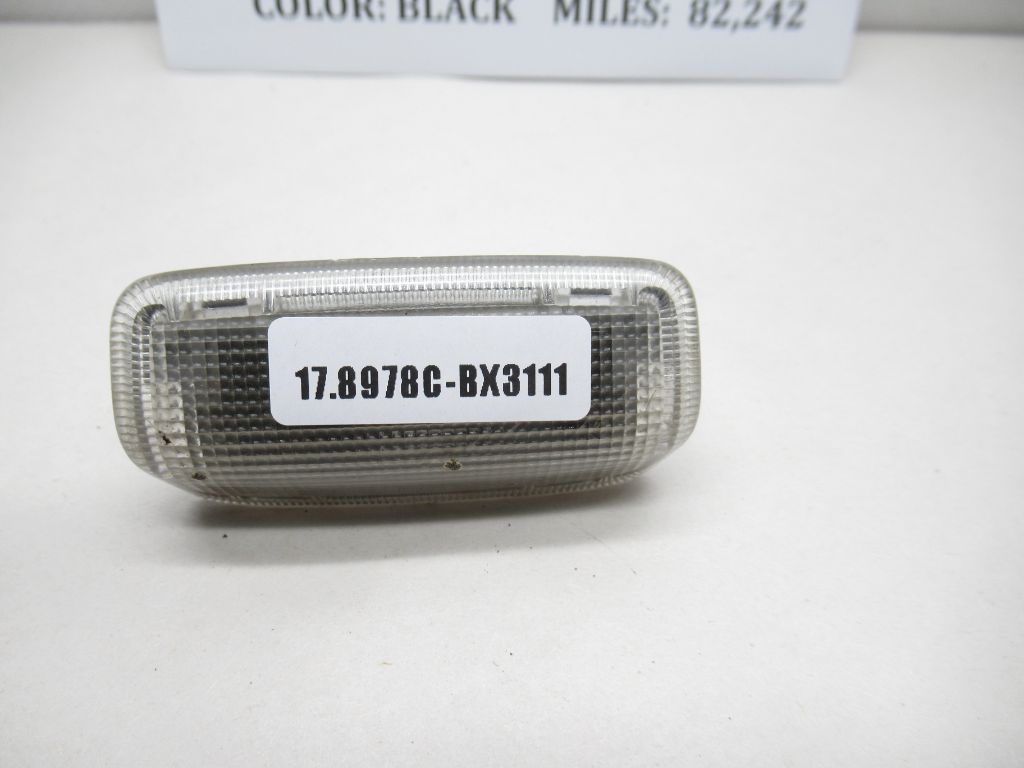 COLOR: BLACK MILES: 82,242
17.8978C-BX3111